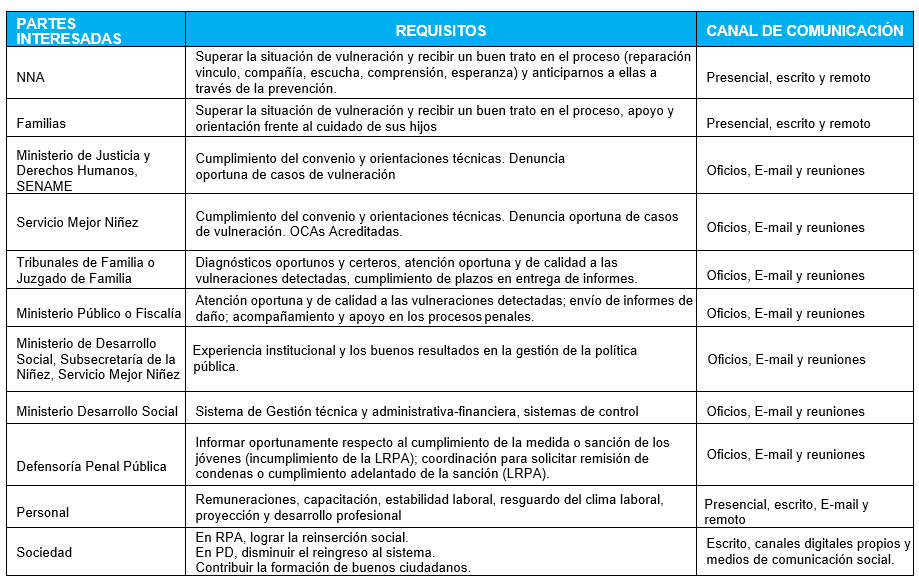 PARTES
INTERESADAS
REQUISITOS
CANAL DE COMUNICACIÓN
NNA
Superar la situación de vulneración y recibir un buen trato en el proceso (reparación
vinculo, compañía, escucha, comprensión, esperanza) y anticiparnos a ellas a
través de la prevención.
Presencial, escrito y remoto
Familias
Superar la situación de vulneración y recibir un buen trato en el proceso, apoyo y
orientación frente al cuidado de sus hijos
Presencial, escrito y remoto
Ministerio de Justicia y
Derechos Humanos,
SENAME
Cumplimiento del convenio y orientaciones técnicas. Denuncia
oportuna de casos de vulneración
Oficios, E-mail y reuniones
Servicio Mejor Niñez
Cumplimiento del convenio y orientaciones técnicas. Denuncia oportuna de casos
de vulneración. OCAs Acreditadas.
Oficios, E-mail y reuniones
Tribunales de Familia o
Juzgado de Familia
Diagnósticos oportunos y certeros, atención oportuna y de calidad a las
vulneraciones detectadas, cumplimiento de plazos en entrega de informes.
Oficios, E-mail y reuniones
Ministerio Público o Fiscalía
Atención oportuna y de calidad a las vulneraciones detectadas; envío de informes de
daño; acompañamiento y apoyo en los procesos penales.
Oficios, E-mail y reuniones
Ministerio de Desarrollo
Social, Subsecretaría de la
Niñez, Servicio Mejor Niñez
Experiencia institucional y los buenos resultados en la gestión de la política
pública.
Oficios, E-mail y reuniones
Ministerio Desarrollo Social
Sistema de Gestión técnica y administrativa-financiera, sistemas de control
Oficios, E-mail y reuniones
Defensoría Penal Pública
Informar oportunamente respecto al cumplimiento de la medida o sanción de los
jóvenes (incumplimiento de la LRPA); coordinación para solicitar remisión de
condenas o cumplimiento adelantado de la sanción (LRPA).
Oficios, E-mail y reuniones
Personal
Remuneraciones, capacitación, estabilidad laboral, resguardo del clima laboral,
proyección y desarrollo profesional
Presencial, escrito, E-mail y
remoto
Sociedad
En RPA, lograr la reinserción social.
En PD, disminuir el reingreso al sistema.
Contribuir la formación de buenos ciudadanos.
Escrito, canales digitales propios y
medios de comunicación social.